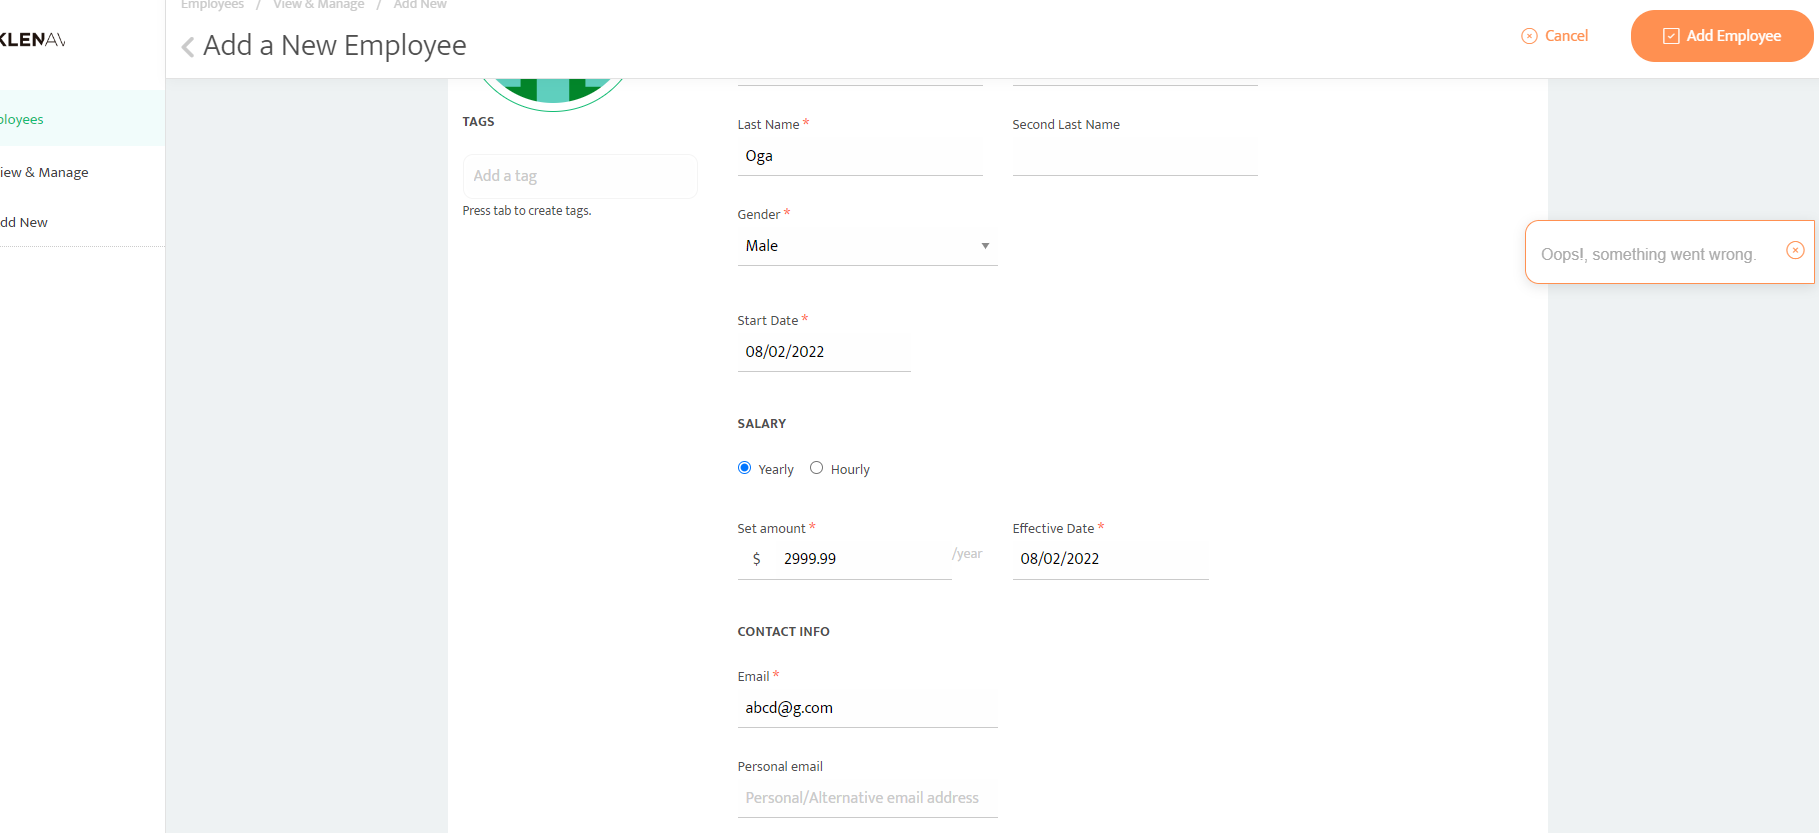 Employees / View & Manage / Add New
KLENAV
Add a New Employee
Cancel
Add Employee
ployees
iew & Manage
dd New
TAGS
Add a tag
Press tab to create tags.
Last Name *
Oga
Second Last Name
Gender *
Male
Oops!, something went wrong.
Start Date *
08/02/2022
SALARY
Yearly
Hourly
Set amount *
$ 2999.99 /year
Effective Date *
08/02/2022
CONTACT INFO
Email *
abcd@g.com
Personal email
Personal/Alternative email address